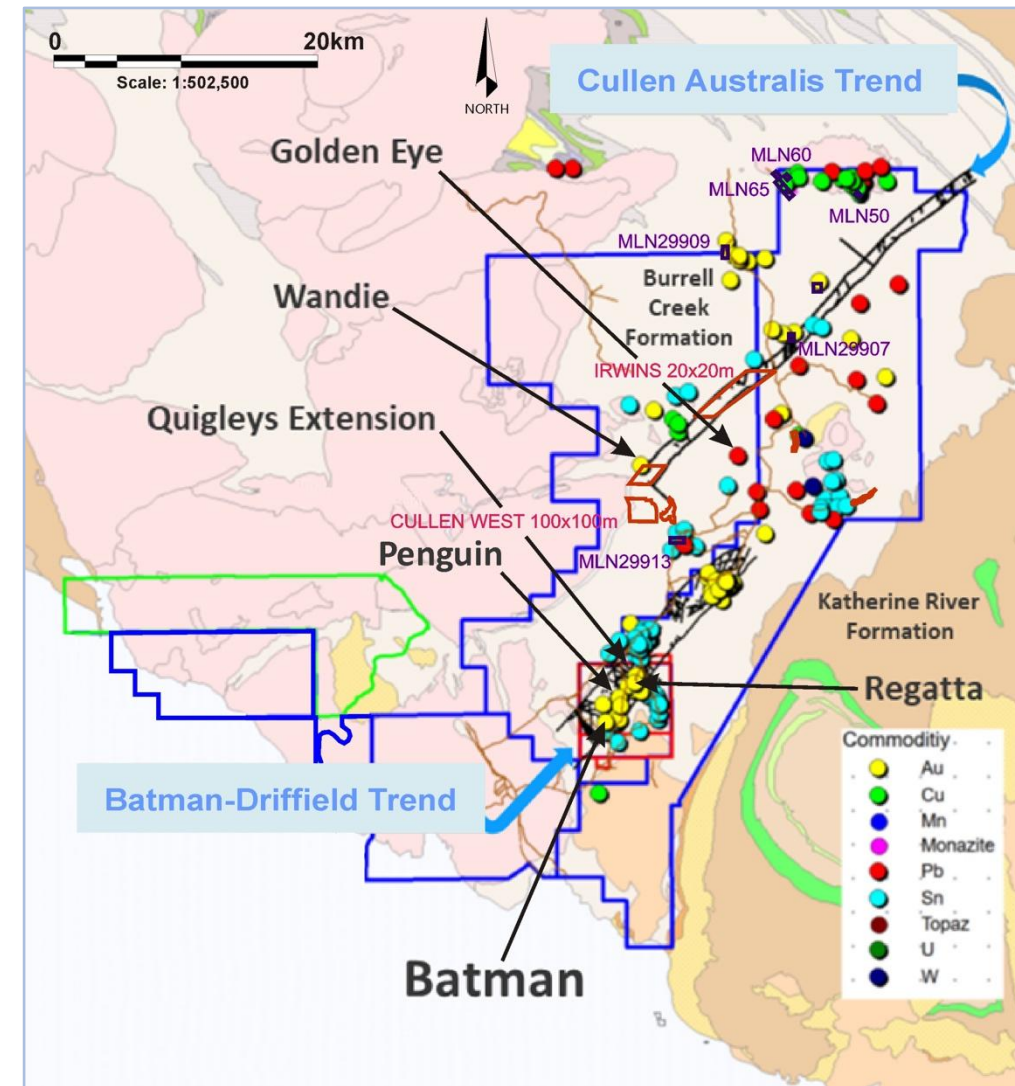 0 20km
Scale: 1:502,500
NORTH
Cullen Australis Trend
Golden Eye
MLN60
MLN65
MLN50
MLN29909
Wandie
Burrell
Creek
Formation
MLN29907
IRWINS 20x20m
Quigleys Extension
CULLEN WEST 100x100m
Penguin
MLN29913
Katherine River
Formation
Regatta
Batman-Driffield Trend
Batman
Commoditiy
Au
Cu
Mn
Monazite
Pb
Sn
Topaz
U
W